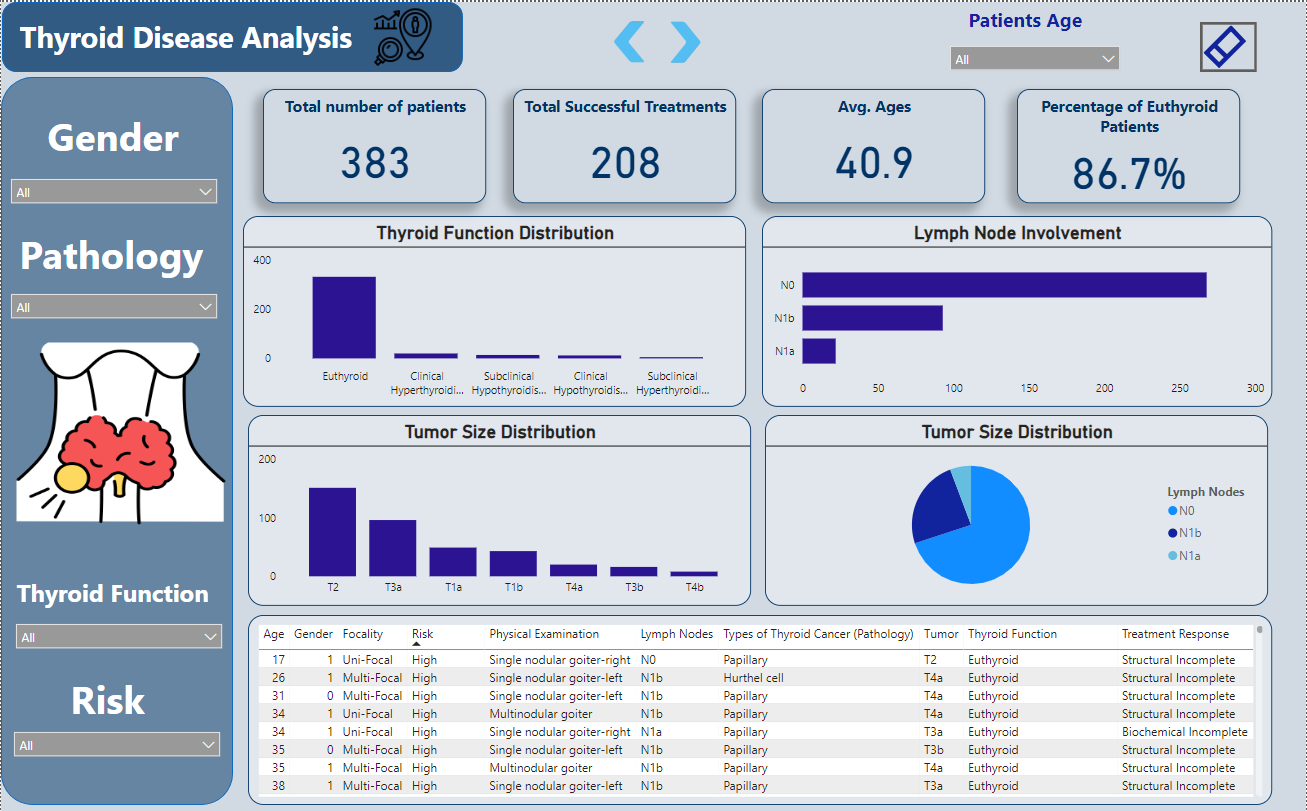 Thyroid Disease Analysis
Patients Age
All
Gender
All
Pathology
All
Thyroid Function
All
Risk
All
Total number of patients
383
Total Successful Treatments
208
Avg. Ages
40.9
Percentage of Euthyroid
Patients
86.7%
Thyroid Function Distribution
400
200
0
Euthyroid
Clinical
Hyperthyroidi...
Subclinical
Hypothyroidis...
Clinical
Hypothyroidis...
Subclinical
Hyperthyroidi...
Lymph Node Involvement
N0
N1b
N1a
0 50 100 150 200 250 300
Tumor Size Distribution
200
100
0
T2 T3a T1a T1b T4a T3b T4b
Tumor Size Distribution
Lymph Nodes
N0
N1b
N1a
Age Gender Focality Risk Physical Examination Lymph Nodes Types of Thyroid Cancer (Pathology) Tumor Thyroid Function Treatment Response
17 1 Uni-Focal High Single nodular goiter-right N0 Papillary T2 Euthyroid Structural Incomplete
26 1 Multi-Focal High Single nodular goiter-left N1b Hurthel cell T4a Euthyroid Structural Incomplete
31 0 Multi-Focal High Single nodular goiter-left N1b Papillary T4a Euthyroid Structural Incomplete
34 1 Uni-Focal High Multinodular goiter N1b Papillary T4a Euthyroid Structural Incomplete
34 1 Uni-Focal High Single nodular goiter-right N1a Papillary T3a Euthyroid Biochemical Incomplete
35 0 Multi-Focal High Single nodular goiter-left N1b Papillary T3b Euthyroid Structural Incomplete
35 1 Multi-Focal High Multinodular goiter N1b Papillary T4a Euthyroid Structural Incomplete
38 1 Multi-Focal High Single nodular goiter-left N1b Papillary T3a Euthyroid Structural Incomplete